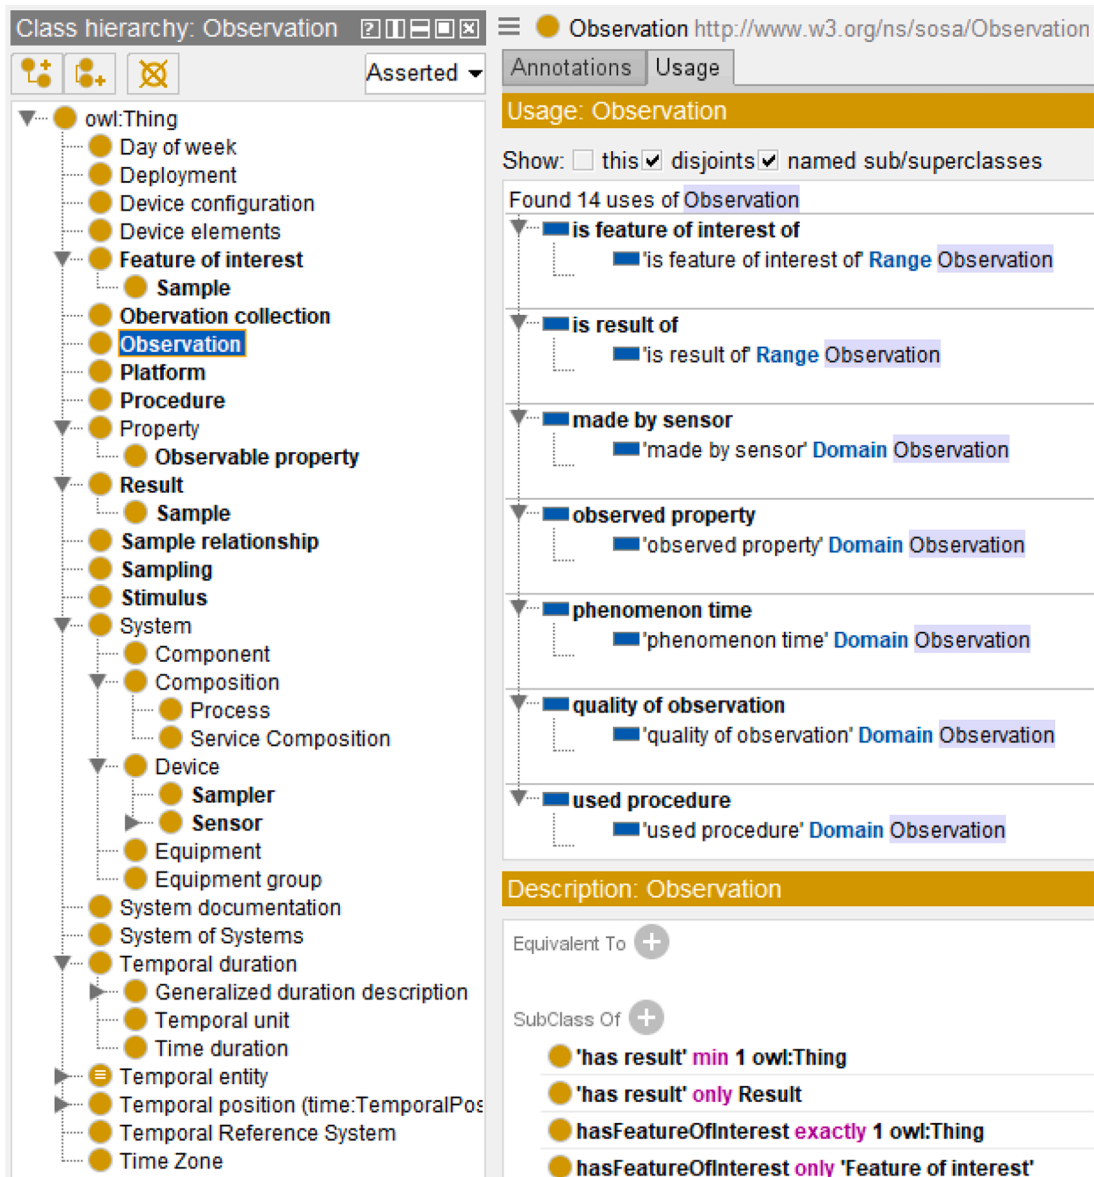 Class hierarchy: Observation
Asserted
owl:Thing
Day of week
Deployment
Device configuration
Device elements
Feature of interest
Sample
Obervation collection
Observation
Platform
Procedure
Property
Observable property
Result
Sample
Sample relationship
Sampling
Stimulus
System
Component
Composition
Process
Service Composition
Device
Sampler
Sensor
Equipment
Equipment group
System documentation
System of Systems
Temporal duration
Generalized duration description
Temporal unit
Time duration
Temporal entity
Temporal position (time:TemporalPos
Temporal Reference System
Time Zone
Observation http://www.w3.org/ns/sosa/Observation
Annotations Usage
Usage: Observation
Show: this disjoints named sub/superclasses
Found 14 uses of Observation
is feature of interest of
'is feature of interest of' Range Observation
is result of
'is result of' Range Observation
made by sensor
'made by sensor' Domain Observation
observed property
'observed property' Domain Observation
phenomenon time
'phenomenon time' Domain Observation
quality of observation
'quality of observation' Domain Observation
used procedure
'used procedure' Domain Observation
Description: Observation
Equivalent To
SubClass Of
'has result' min 1 owl:Thing
'has result' only Result
hasFeatureOfInterest exactly 1 owl:Thing
hasFeatureOfInterest only 'Feature of interest'